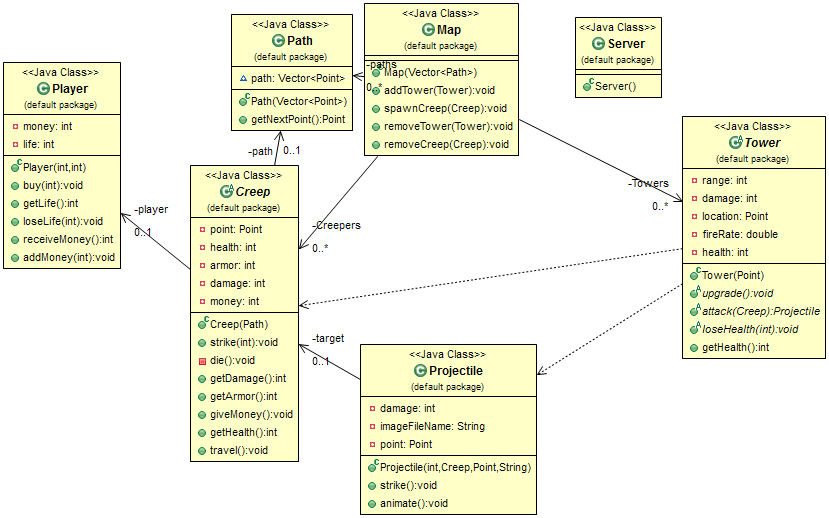 <<Java Class>>
Player
(default package)
money: int
life: int
Player(int,int)
buy(int):void
getLife():int
loseLife(int):void
receiveMoney():int
addMoney(int):void
<<Java Class>>
Path
(default package)
path: Vector<Point>
Path(Vector<Point>)
getNextPoint():Point
<<Java Class>>
Map
(default package)
Map(Vector<Path>)
addTower(Tower):void
spawnCreep(Creep):void
removeTower(Tower):void
removeCreep(Creep):void
<<Java Class>>
Server
(default package)
Server()
<<Java Class>>
Tower
(default package)
range: int
damage: int
location: Point
fireRate: double
health: int
Tower(Point)
upgrade():void
attack(Creep):Projectile
loseHealth(int):void
getHealth():int
<<Java Class>>
Creep
(default package)
point: Point
health: int
armor: int
damage: int
money: int
Creep(Path)
strike(int):void
die():void
getDamage():int
getArmor():int
giveMoney():void
getHealth():int
travel():void
<<Java Class>>
Projectile
(default package)
damage: int
imageFileName: String
point: Point
Projectile(int,Creep,Point,String)
strike():void
animate():void
-paths
0..*
-path
0..1
-player
0..1
-Creepers
0..*
-Towers
0..*
-target
0..1